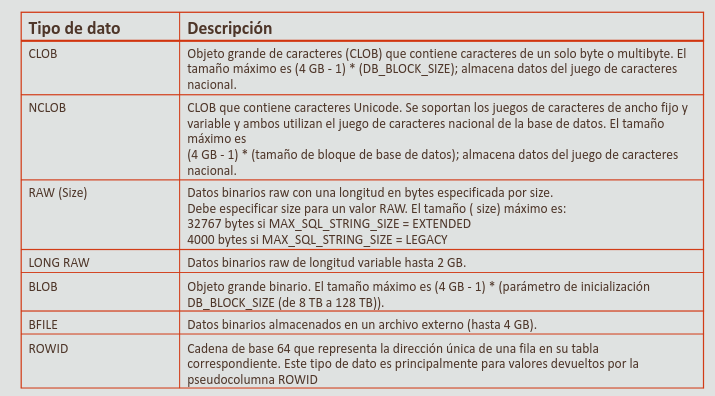 Tipo de dato
Descripción
CLOB
Objeto grande de caracteres (CLOB) que contiene caracteres de un solo byte o multibyte. El
tamaño máximo es (4 GB - 1) * (DB_BLOCK_SIZE); almacena datos del juego de caracteres
nacional.
NCLOB
CLOB que contiene caracteres Unicode. Se soportan los juegos de caracteres de ancho fijo y
variable y ambos utilizan el juego de caracteres nacional de la base de datos. El tamaño
máximo es
(4 GB - 1) * (tamaño de bloque de base de datos); almacena datos del juego de caracteres
nacional.
RAW (Size)
Datos binarios raw con una longitud en bytes especificada por size.
Debe especificar size para un valor RAW. El tamaño ( size) máximo es:
32767 bytes si MAX_SQL_STRING_SIZE = EXTENDED
4000 bytes si MAX_SQL_STRING_SIZE = LEGACY
LONG RAW
Datos binarios raw de longitud variable hasta 2 GB.
BLOB
Objeto grande binario. El tamaño máximo es (4 GB - 1) * (parámetro de inicialización
DB_BLOCK_SIZE (de 8 TB a 128 TB)).
BFILE
Datos binarios almacenados en un archivo externo (hasta 4 GB).
ROWID
Cadena de base 64 que representa la dirección única de una fila en su tabla
correspondiente. Este tipo de dato es principalmente para valores devueltos por la
pseudocolumna ROWID